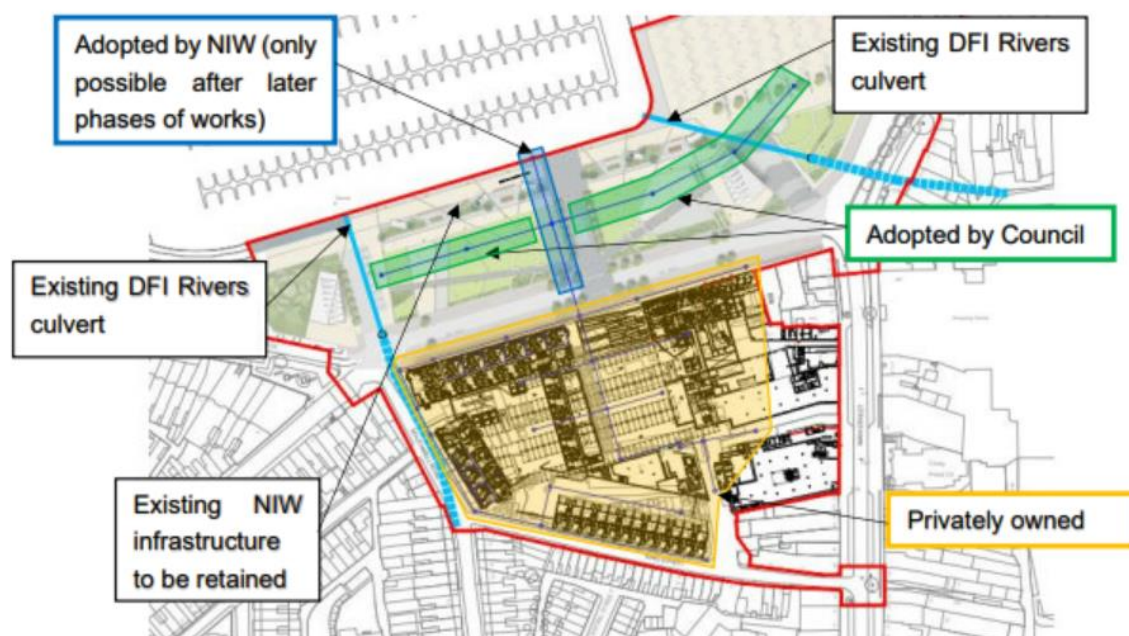 Adopted by NIW (only
possible after later
phases of works)
Existing DFI Rivers
culvert
Adopted by Council
Existing DFI Rivers
culvert
Existing NIW
infrastructure
to be retained
Privately owned